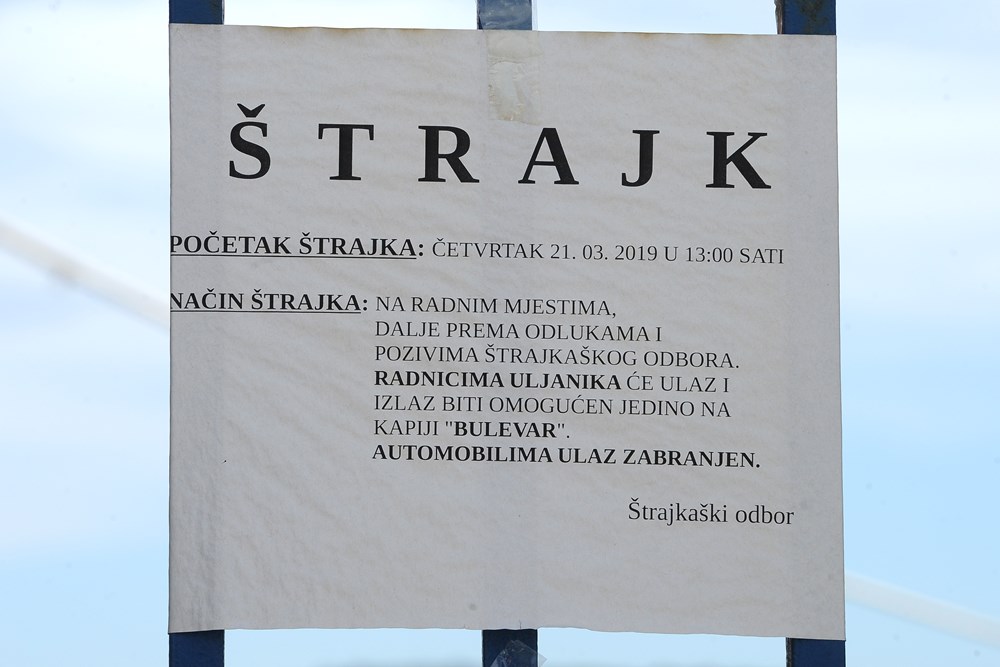 ŠTRAJK
POČETAK ŠTRAJKA: ČETVRTAK 21. 03. 2019 U 13:00 SATI
NAČIN ŠTRAJKA: NA RADNIM MJESTIMA,
DALJE PREMA ODLUKAMA I
POZIVIMA ŠTRAJKAŠKOG ODBORA.
RADNICIMA ULJANIKA ĆE ULAZ I
IZLAZ BITI OMOGUĆEN JEDINO NA
KAPIJI "BULEVAR".
AUTOMOBILIMA ULAZ ZABRANJEN.
Štrajkaški odbor